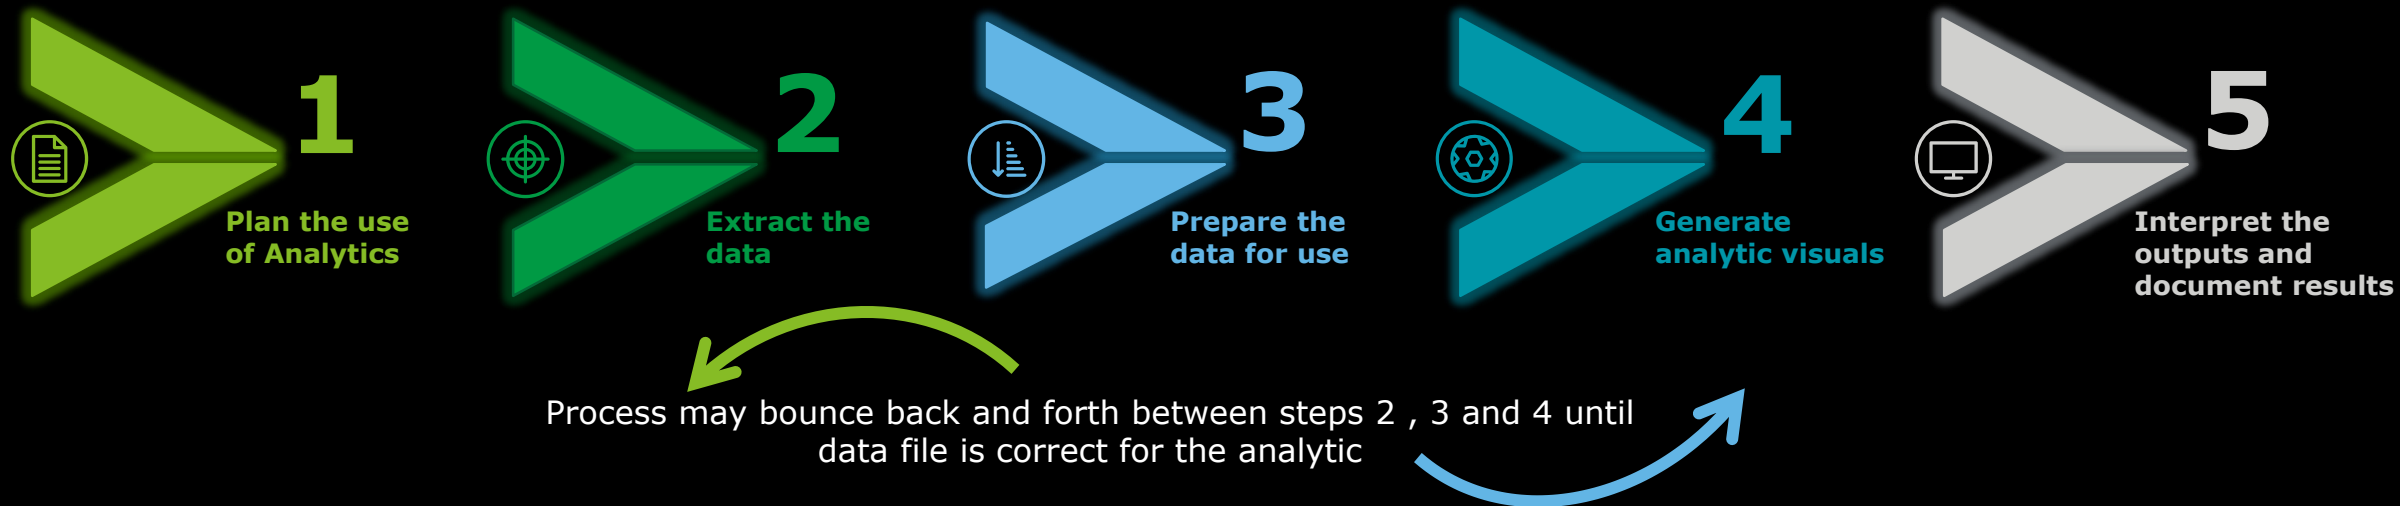 1
Plan the use
of Analytics
2
Extract the
data
3
Prepare the
data for use
4
Generate
analytic visuals
5
Interpret the
outputs and
document results
Process may bounce back and forth between steps 2 , 3 and 4 until
data file is correct for the analytic